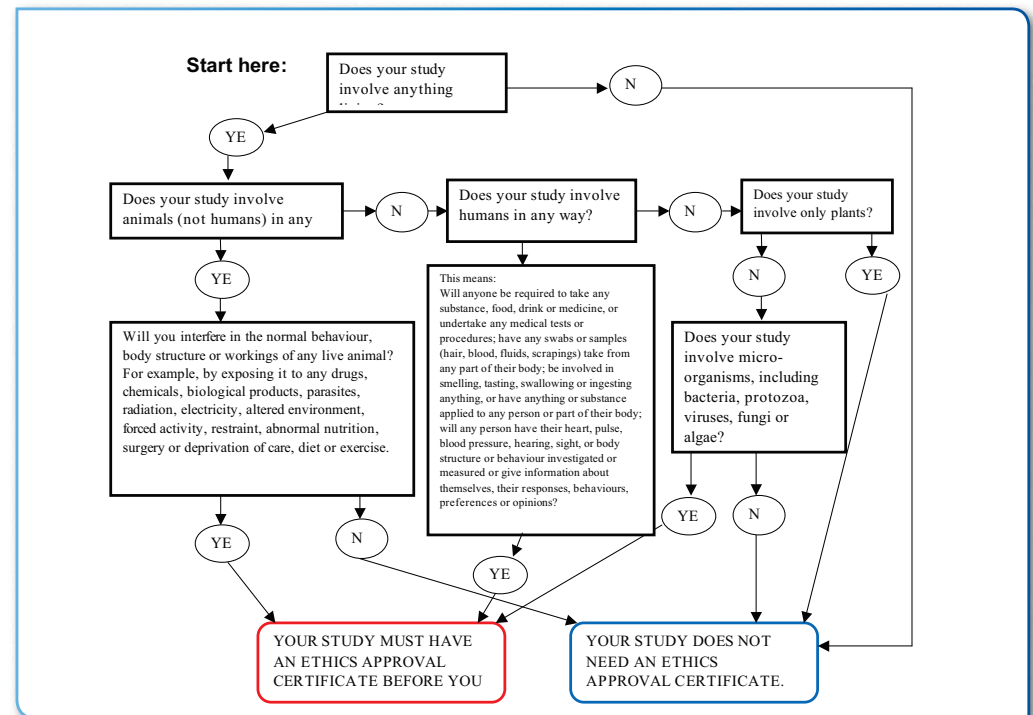 Start here:
Does your study
involve anything
N
YE
Does your study involve
animals (not humans) in any
N
Does your study involve
humans in any way?
N
Does your study
involve only plants?
YE
N
YE
Will you interfere in the normal behaviour,
body structure or workings of any live animal?
For example, by exposing it to any drugs,
chemicals, biological products, parasites,
radiation, electricity, altered environment,
forced activity, restraint, abnormal nutrition,
surgery or deprivation of care, diet or exercise.
This means:
Will anyone be required to take any
substance, food, drink or medicine, or
undertake any medical tests or
procedures; have any swabs or samples
(hair, blood, fluids, scrapings) take from
any part of their body; be involved in
smelling, tasting, swallowing or ingesting
anything, or have anything or substance
applied to any person or part of their body;
will any person have their heart, pulse,
blood pressure, hearing, sight, or body
structure or behaviour investigated or
measured or give information about
themselves, their responses, behaviours,
preferences or opinions?
Does your study
involve micro-
organisms, including
bacteria, protozoa,
viruses, fungi or
algae?
YE
N
YE
YE
N
YOUR STUDY MUST HAVE
AN ETHICS APPROVAL
CERTIFICATE BEFORE YOU
YOUR STUDY DOES NOT
NEED AN ETHICS
APPROVAL CERTIFICATE.